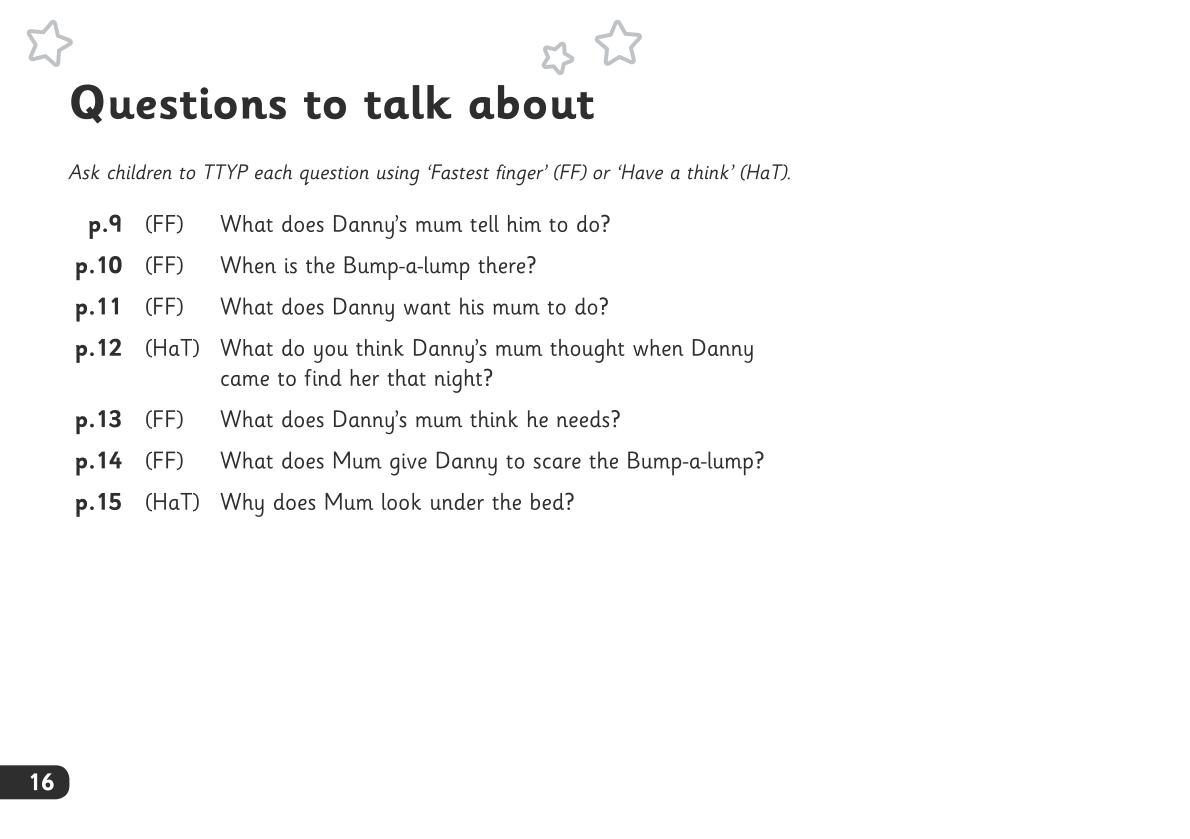 Questions to talk about
Ask children to TTYP each question using ‘Fastest finger’ (FF) or ‘Have a think’ (HaT).
p.9 (FF) What does Danny’s mum tell him to do?
p.10 (FF) When is the Bump-a-lump there?
p.11 (FF) What does Danny want his mum to do?
p.12 (HaT) What do you think Danny’s mum thought when Danny
came to find her that night?
p.13 (FF) What does Danny’s mum think he needs?
p.14 (FF) What does Mum give Danny to scare the Bump-a-lump?
p.15 (HaT) Why does Mum look under the bed?
16